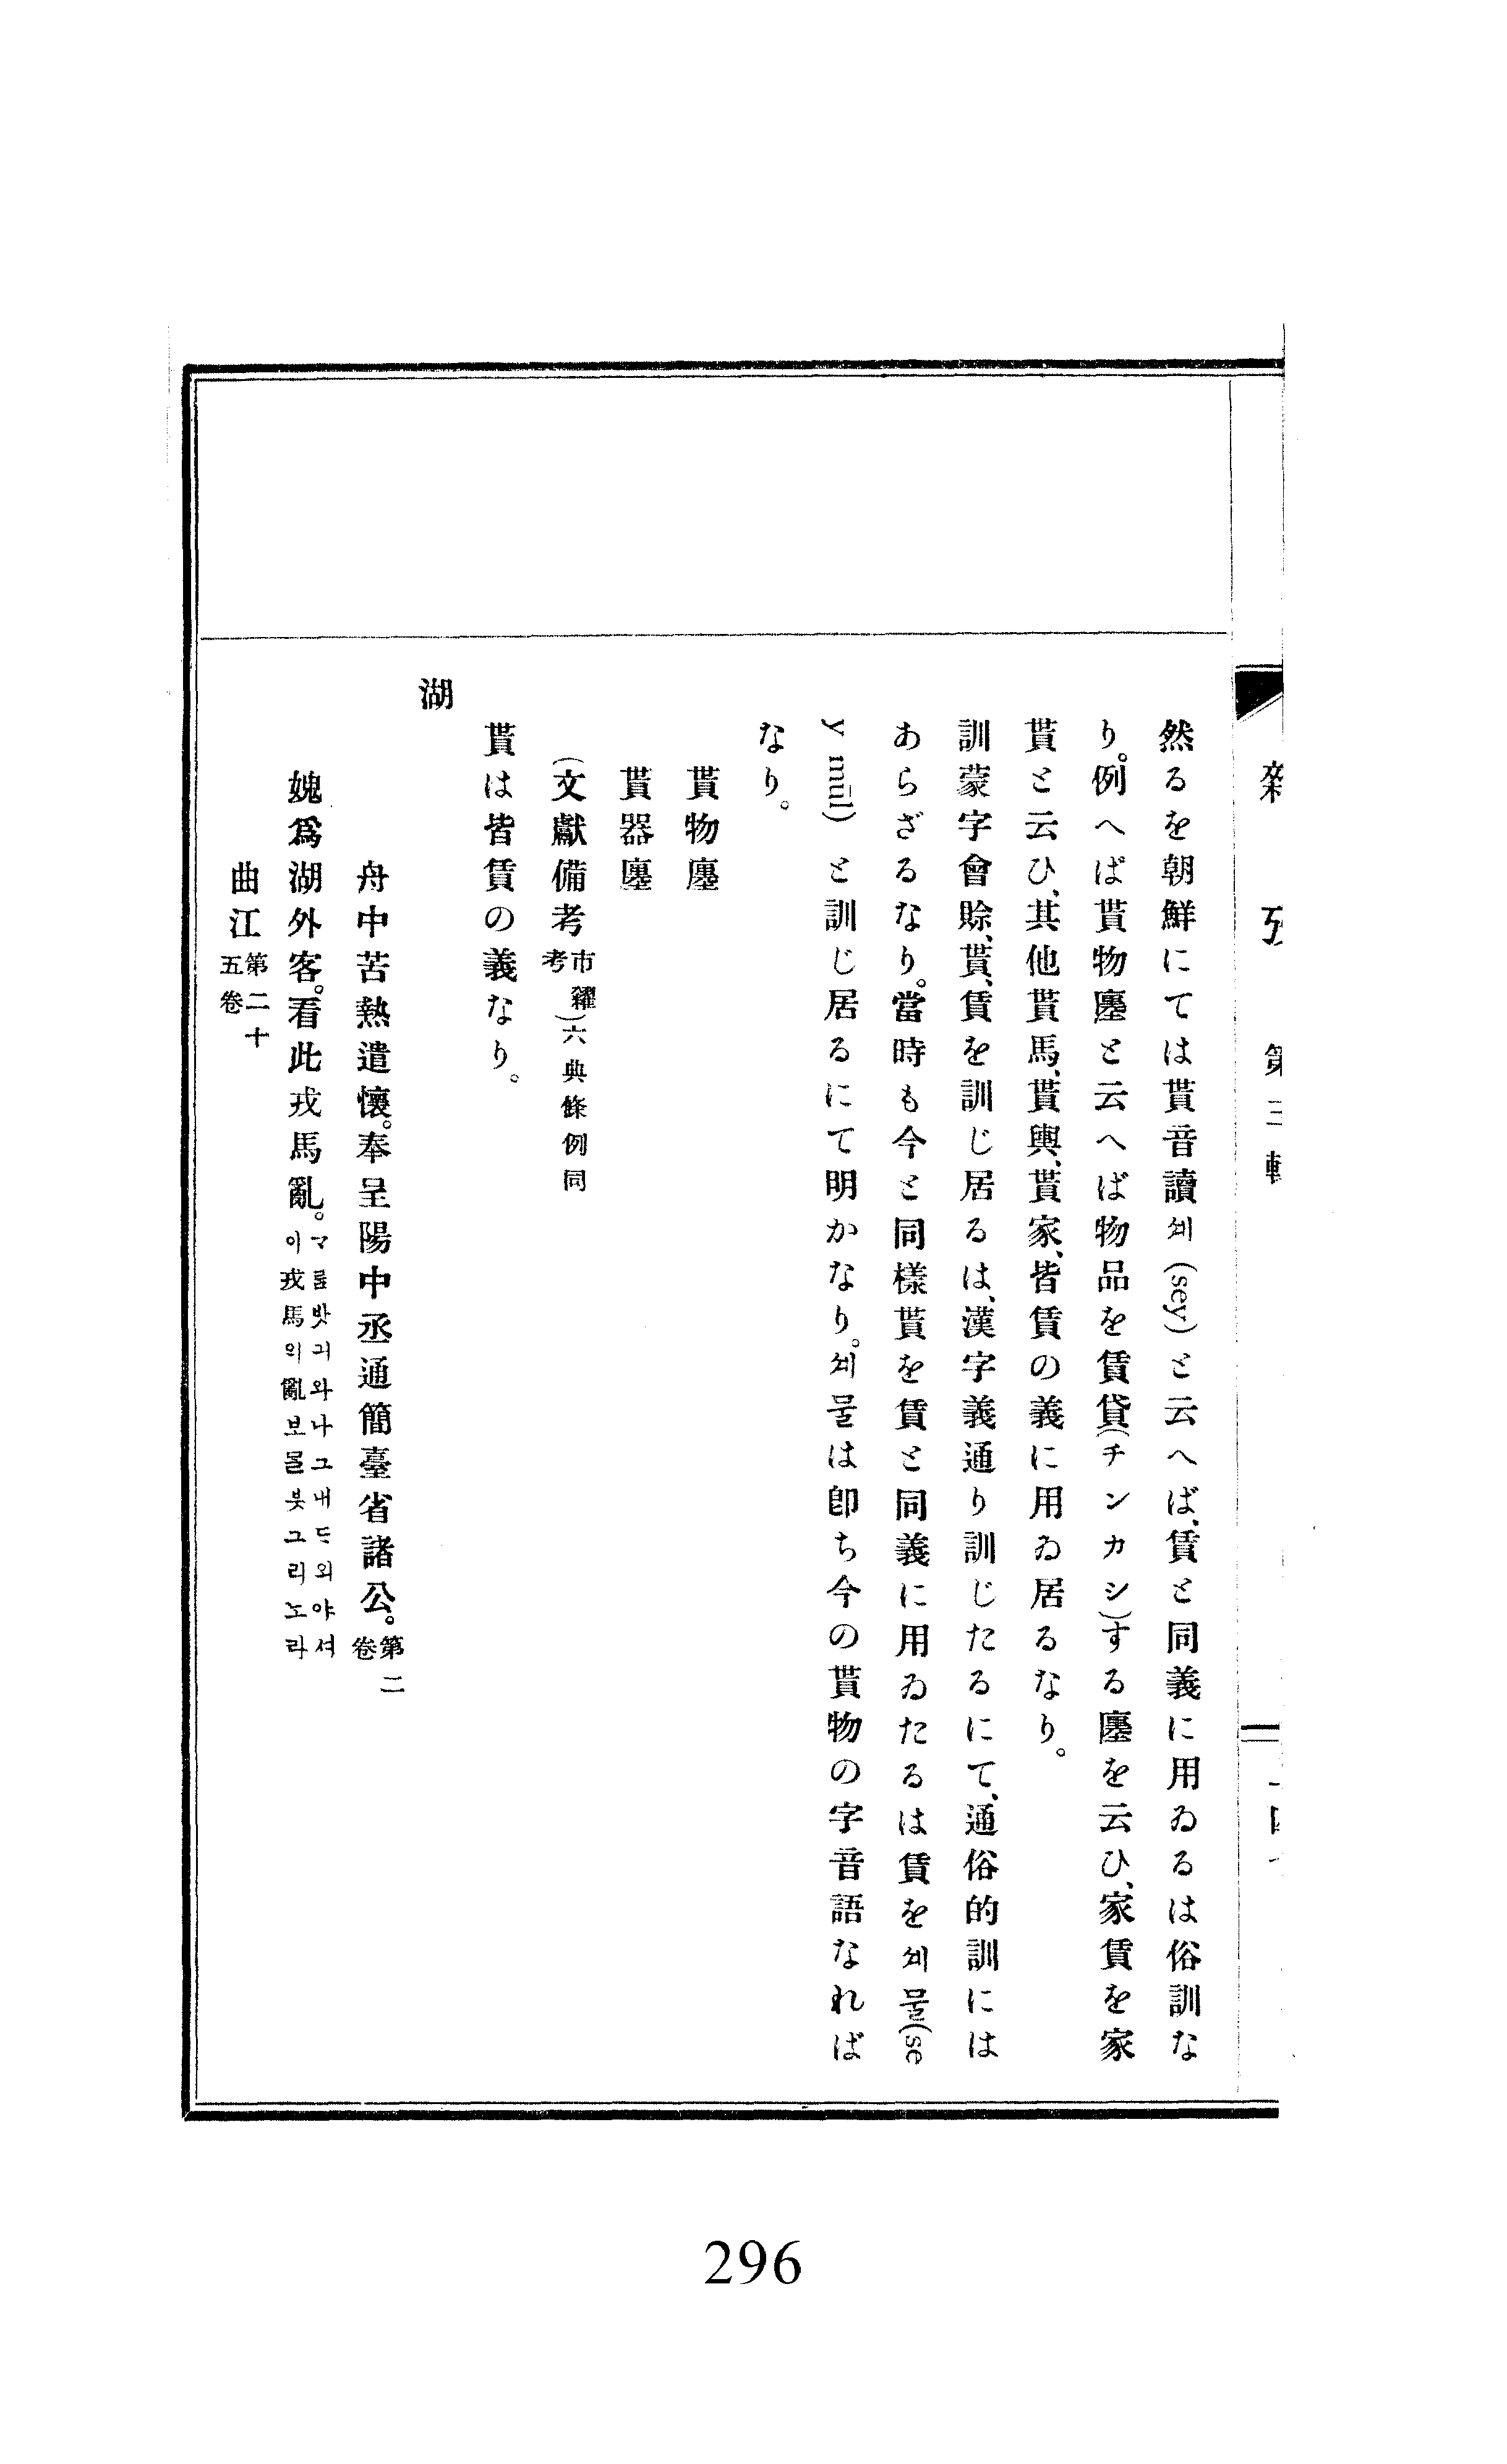 雜攷 第三輯
然るを朝鮮にては貰音讀세(sey)と云へば、賃と同義に用ゐるは俗訓な
り。例へば貰物廛と云へば物品を賃貸(チンカシ)する廛を云ひ、家賃を家
貰と云ひ、其他貰馬、貰輿、貰家、皆賃の義に用ゐ居るなり。
訓蒙字會賖、貰、賃を訓じ居るは、漢字義通り訓じたるにて、通俗的訓には
あらざるなり。當時も今と同樣貰を賃と同義に用ゐたるは賃を쇄물(se
y mūl)と訓じ居るにて明かなり。쇄물は卽ち今の貰物の字音語なれば
なり。
貰物廛
貰器廛
(文獻備考市糴考)六典條例同
貰は皆賃の義なり。
湖
舟中苦熱遣懷。奉呈陽中丞通簡臺省諸公。第二卷
媿爲湖外客。看此戎馬亂。マ롬밧긔와나그내드외야셔이戎馬의亂보몰붓그리노라
曲江第二十五卷
296